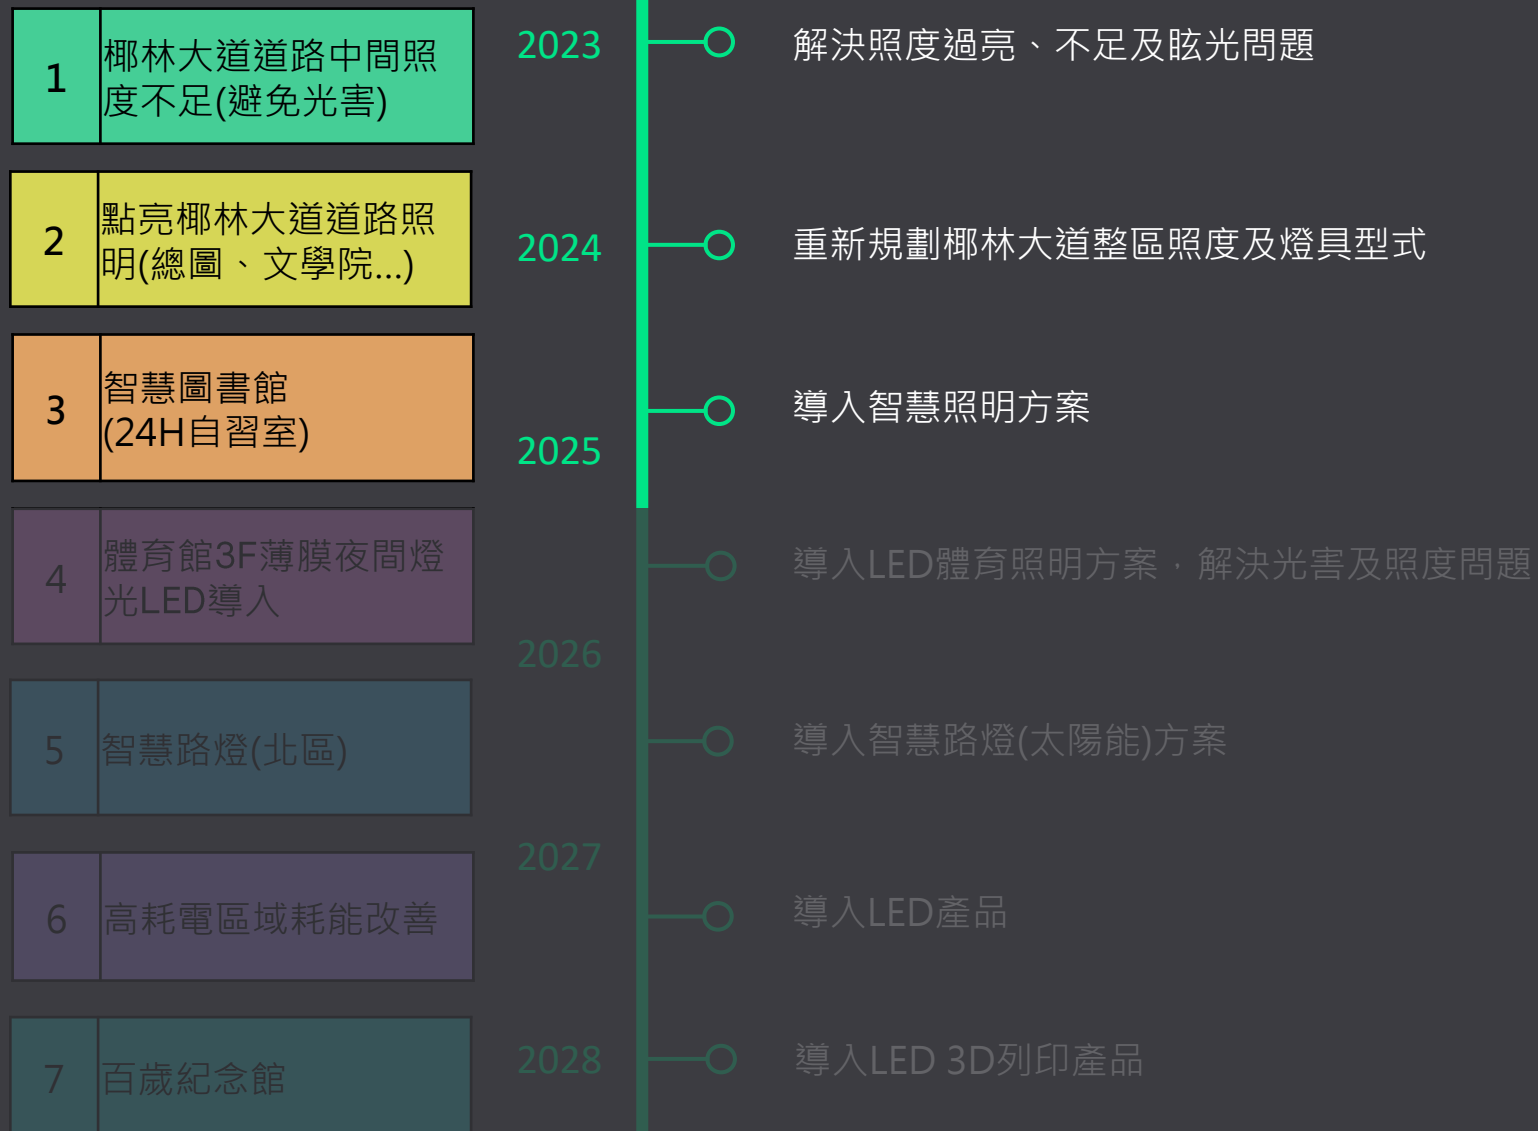 1
椰林大道道路中間照
度不足(避免光害)
2023
解決照度過亮、不足及眩光問題
2
點亮椰林大道道路照
明(總圖、文學院...)
2024
重新規劃椰林大道整區照度及燈具型式
3
智慧圖書館
(24H自習室)
導入智慧照明方案
2025
4
體育館3F薄膜夜間燈
光LED導入
導入LED體育照明方案，解決光害及照度問題
2026
5
智慧路燈(北區)
導入智慧路燈(太陽能)方案
2027
6
高耗電區域耗能改善
導入LED產品
7
百歲紀念館
2028
導入LED 3D列印產品